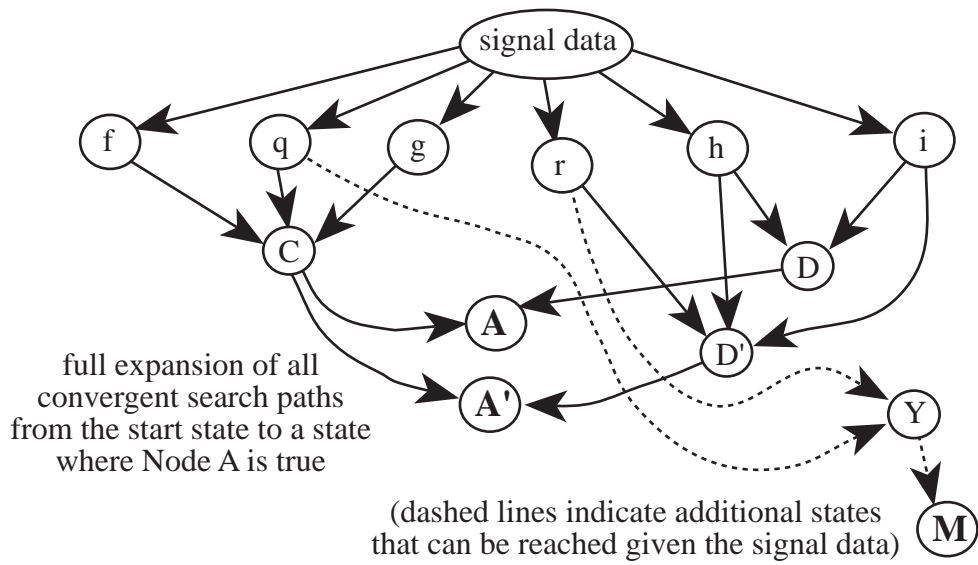 signal data
f
q
g
r
h
i
C
D
A
D'
A'
full expansion of all
convergent search paths
from the start state to a state
where Node A is true
Y
(dashed lines indicate additional states
that can be reached given the signal data)
M